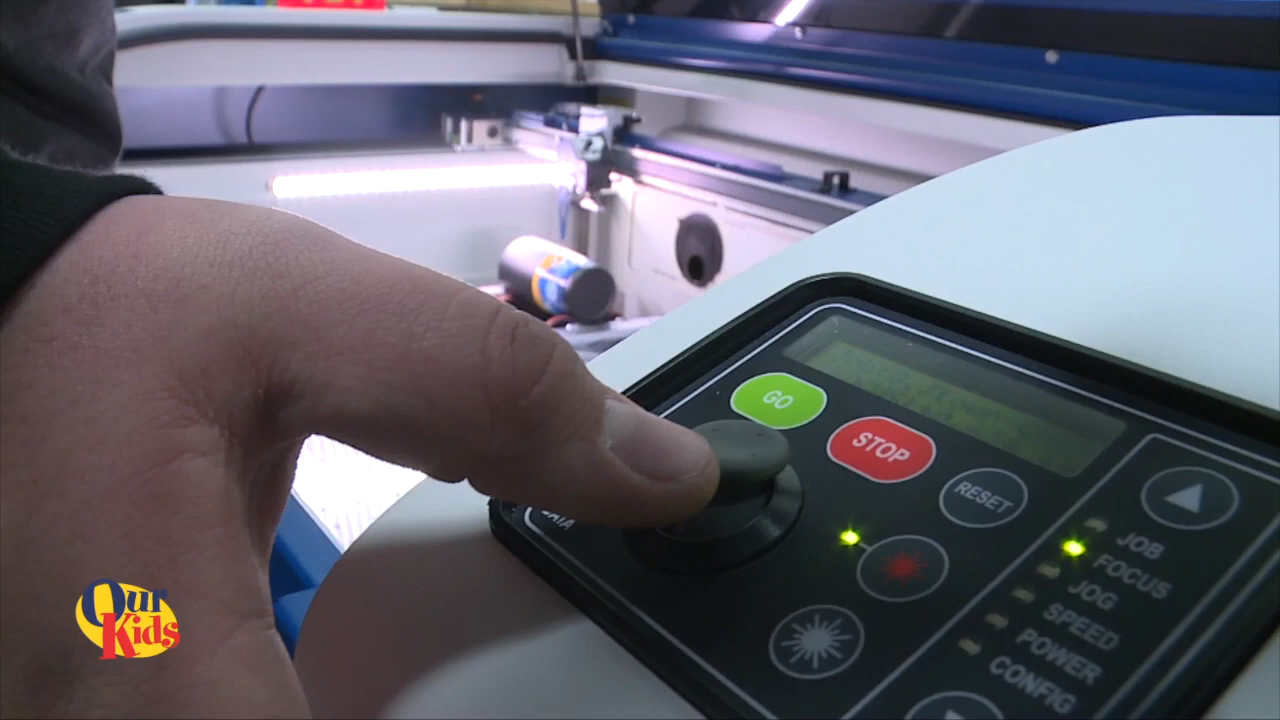 GO
STOP
RESET
JOB
FOCUS
JOG
SPEED
POWER
CONFIG
Our
Kids